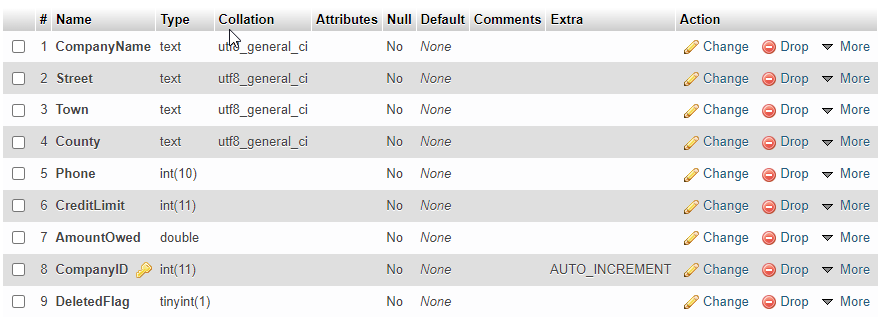 # Name Type Collation Attributes Null Default Comments Extra Action
1 CompanyName text utf8_general_ci No None Change Drop More
2 Street text utf8_general_ci No None Change Drop More
3 Town text utf8_general_ci No None Change Drop More
4 County text utf8_general_ci No None Change Drop More
5 Phone int(10) No None Change Drop More
6 CreditLimit int(11) No None Change Drop More
7 AmountOwed double No None Change Drop More
8 CompanyID int(11) No None AUTO_INCREMENT Change Drop More
9 DeletedFlag tinyint(1) No None Change Drop More